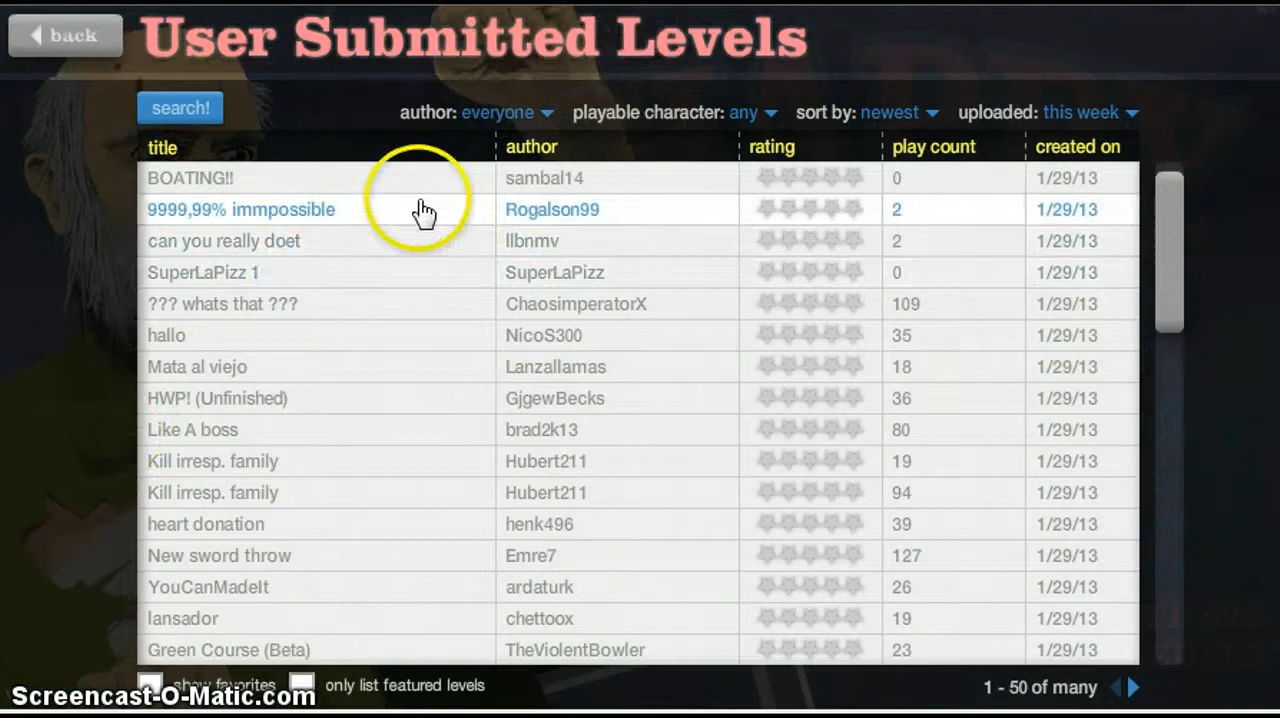 back User Submitted Levels
search! author: everyone playable character: any sort by: newest uploaded: this week
title author rating play count created on
BOATING!! sambal14 0 1/29/13
9999,99% immpossible Rogalson99 2 1/29/13
can you really doet llbnmv 2 1/29/13
SuperLaPizz 1 SuperLaPizz 0 1/29/13
??? whats that ??? ChaosimperatorX 109 1/29/13
hallo NicoS300 35 1/29/13
Mata al viejo Lanzallamas 18 1/29/13
HWP! (Unfinished) GjgewBecks 36 1/29/13
Like A boss brad2k13 80 1/29/13
Kill irresp. family Hubert211 19 1/29/13
Kill irresp. family Hubert211 94 1/29/13
heart donation henk496 39 1/29/13
New sword throw Emre7 127 1/29/13
YouCanMadeIt ardaturk 26 1/29/13
lansador chettoox 19 1/29/13
Green Course (Beta) TheViolentBowler 23 1/29/13
show favorites only list featured levels 1 - 50 of many
Screencast-O-Matic.com